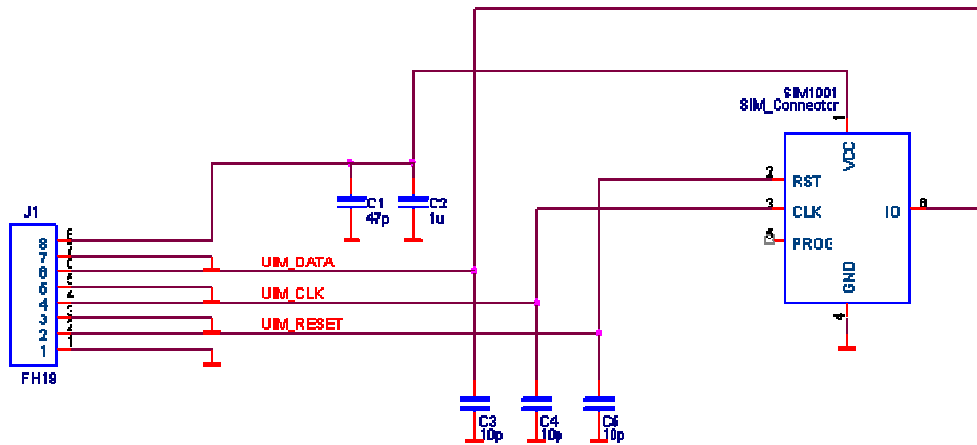 SIM1001
SIM_Connector
1
VCC
2
RST
3
CLK
IO
6
5
PROG
GND
4
C1
47p
C2
1u
J1
8
7
6
5
4
3
2
1
UIM_DATA
UIM_CLK
UIM_RESET
FH19
C3
10p
C4
10p
10p